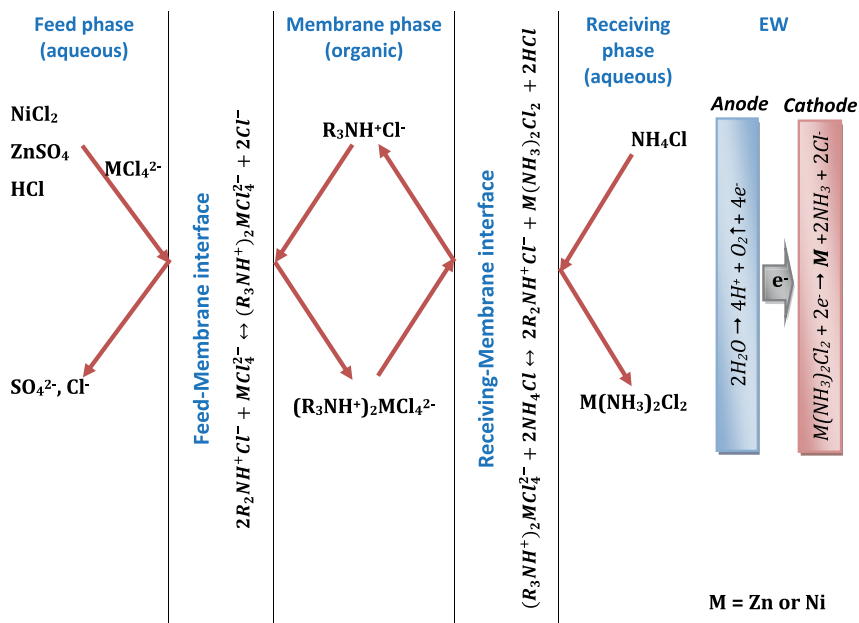 Feed phase
(aqueous)
NiCl₂
ZnSO₄
HCl
MCl₄²⁻
SO₄²⁻, Cl⁻
Feed-Membrane interface
2R₂NH⁺Cl⁻ + MCl₄²⁻ ↔ (R₃NH⁺)₂MCl₄²⁻ + 2Cl⁻
Membrane phase
(organic)
R₃NH⁺Cl⁻
(R₃NH⁺)₂MCl₄²⁻
Receiving-Membrane interface
(R₃NH⁺)₂MCl₄²⁻ + 2NH₄Cl ↔ 2R₂NH⁺Cl⁻ + M(NH₃)₂Cl₂ + 2HCl
Receiving
phase
(aqueous)
NH₄Cl
M(NH₃)₂Cl₂
EW
Anode
2H₂O → 4H⁺ + O₂↑ + 4e⁻
e⁻
Cathode
M(NH₃)₂Cl₂ + 2e⁻ → M +2NH₃ + 2Cl⁻
M = Zn or Ni